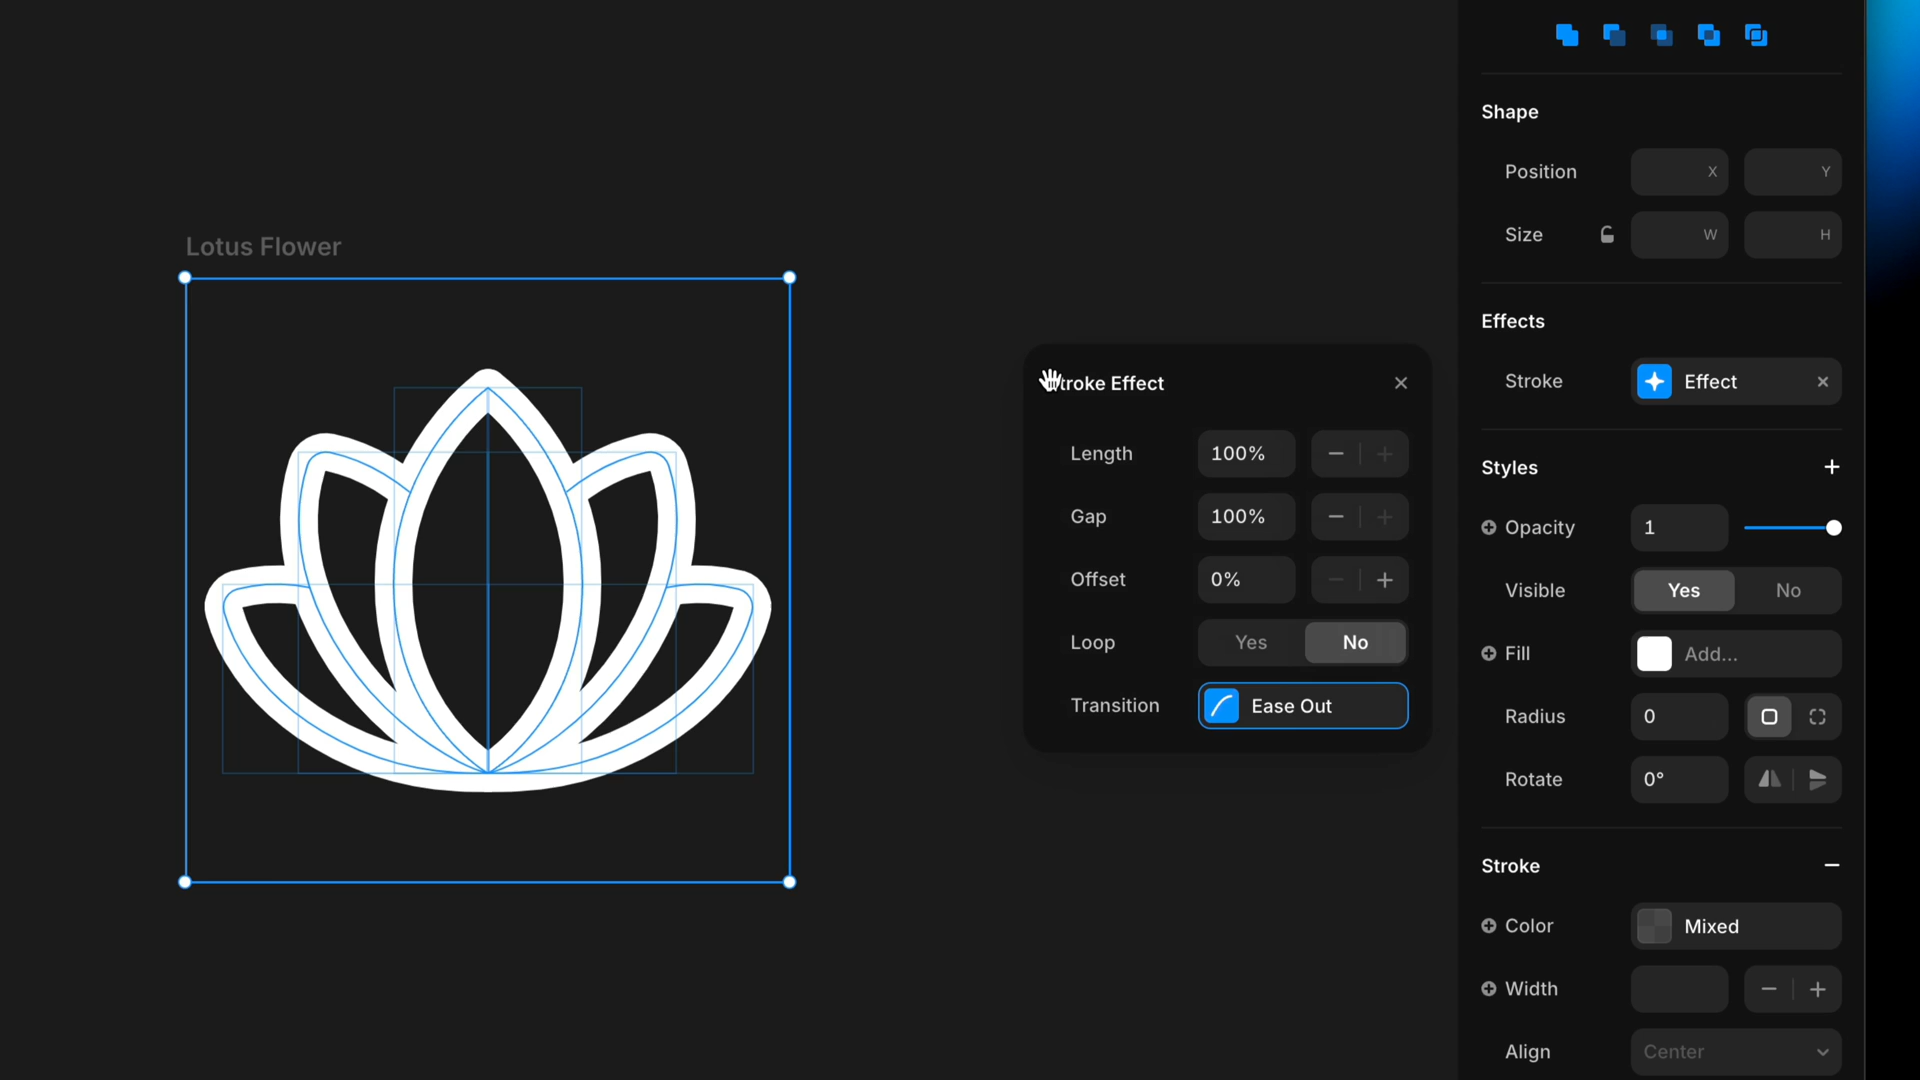 Lotus Flower
troke Effect
Length 100%
Gap 100%
Offset 0%
Loop Yes No
Transition Ease Out
Shape
Position X Y
Size W H
Effects
Stroke Effect
Styles
Opacity 1
Visible Yes No
Fill Add...
Radius 0
Rotate 0°
Stroke
Color Mixed
Width
Align Center